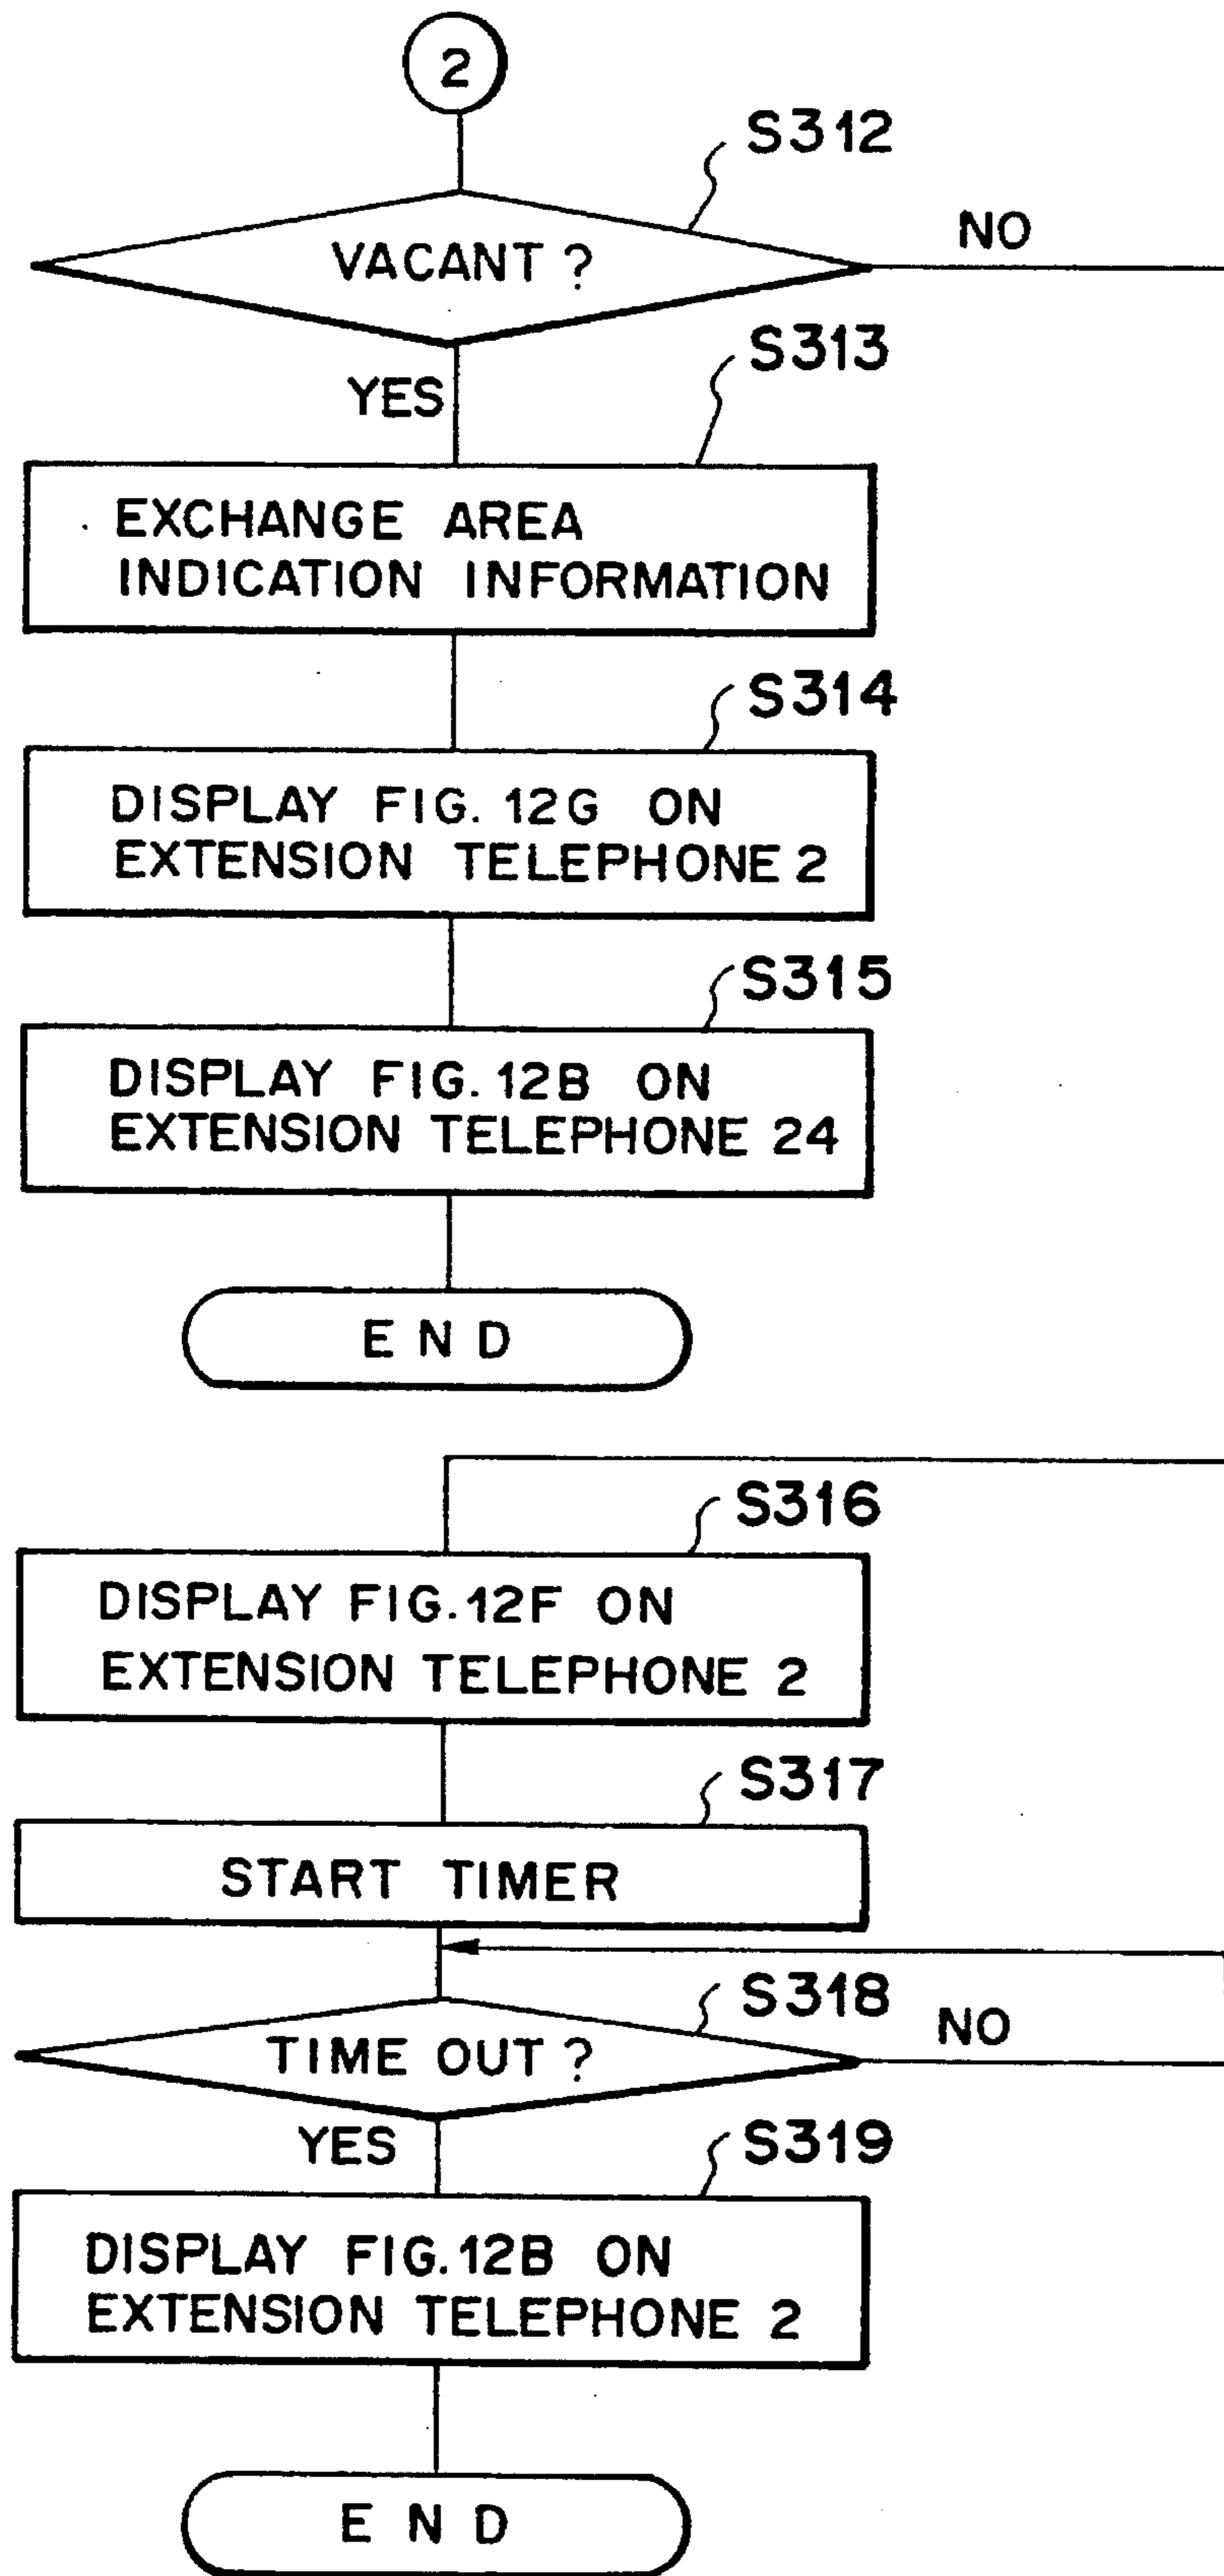 2
S312
VACANT ?
NO
YES
S313
EXCHANGE AREA
INDICATION INFORMATION
S314
DISPLAY FIG. 12G ON
EXTENSION TELEPHONE 2
S315
DISPLAY FIG. 12B ON
EXTENSION TELEPHONE 24
END
S316
DISPLAY FIG. 12F ON
EXTENSION TELEPHONE 2
S317
START TIMER
S318
TIME OUT ?
NO
YES
S319
DISPLAY FIG. 12B ON
EXTENSION TELEPHONE 2
END